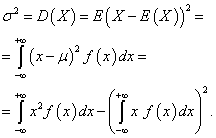 σ² = D(X) = E(X − E(X))² =
= ∫_{−∞}^{+∞} (x − μ)² f(x)dx =
= ∫_{−∞}^{+∞} x² f(x)dx − (∫_{−∞}^{+∞} x f(x)dx)².